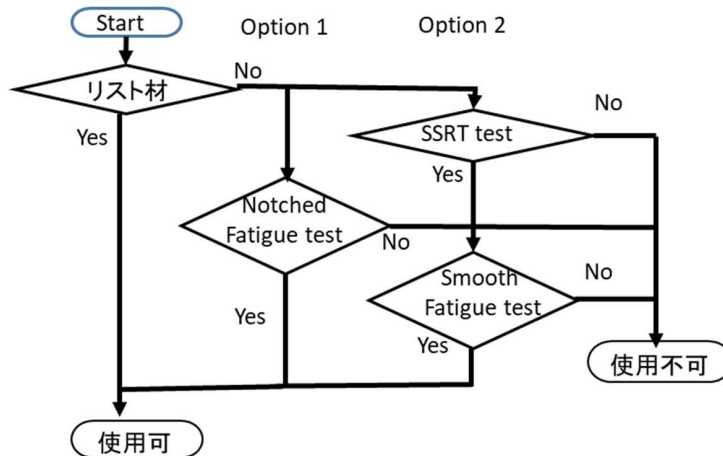 Start
Option 1
Option 2
リスト材
No
Yes
SSRT test
No
Yes
Notched
Fatigue test
No
Yes
Smooth
Fatigue test
No
Yes
使用不可
使用可